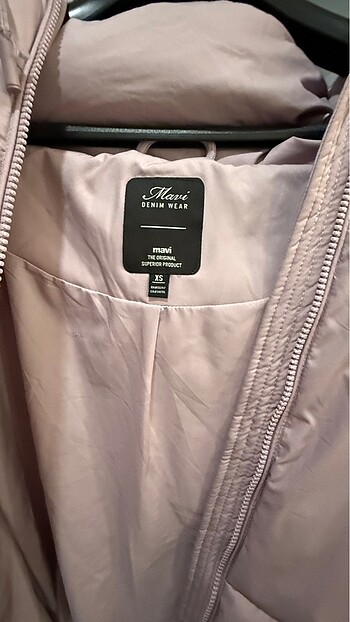 Mavi
DENIM WEAR
mavi
THE ORIGINAL
SUPERIOR PRODUCT
XS